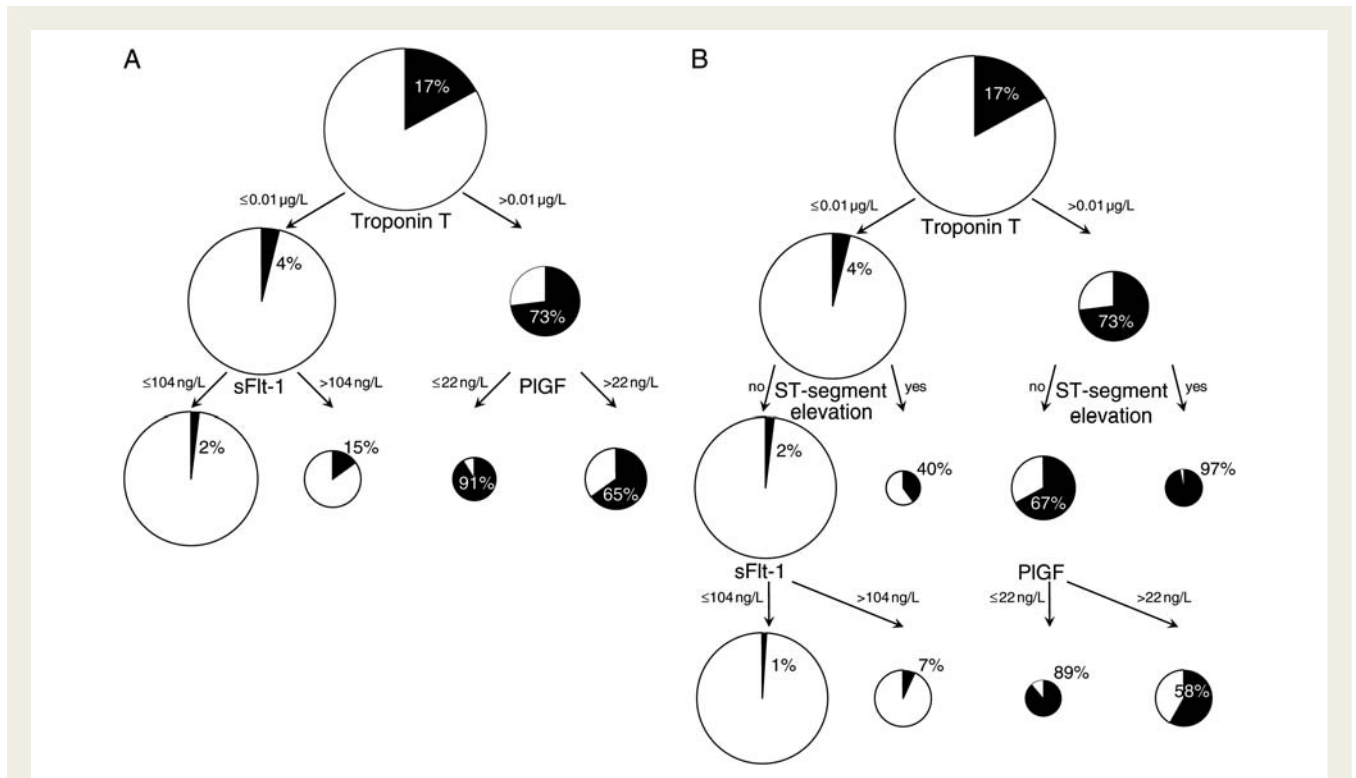 A
17%
≤0.01 µg/L
>0.01 µg/L
Troponin T
4%
73%
≤104 ng/L
sFlt-1
>104 ng/L
≤22 ng/L
PlGF
>22 ng/L
2%
15%
91%
65%
B
17%
≤0.01 µg/L
>0.01 µg/L
Troponin T
4%
73%
no
ST-segment
elevation
yes
no
ST-segment
elevation
yes
2%
40%
67%
97%
sFlt-1
≤104 ng/L
>104 ng/L
PlGF
≤22 ng/L
>22 ng/L
1%
7%
89%
58%